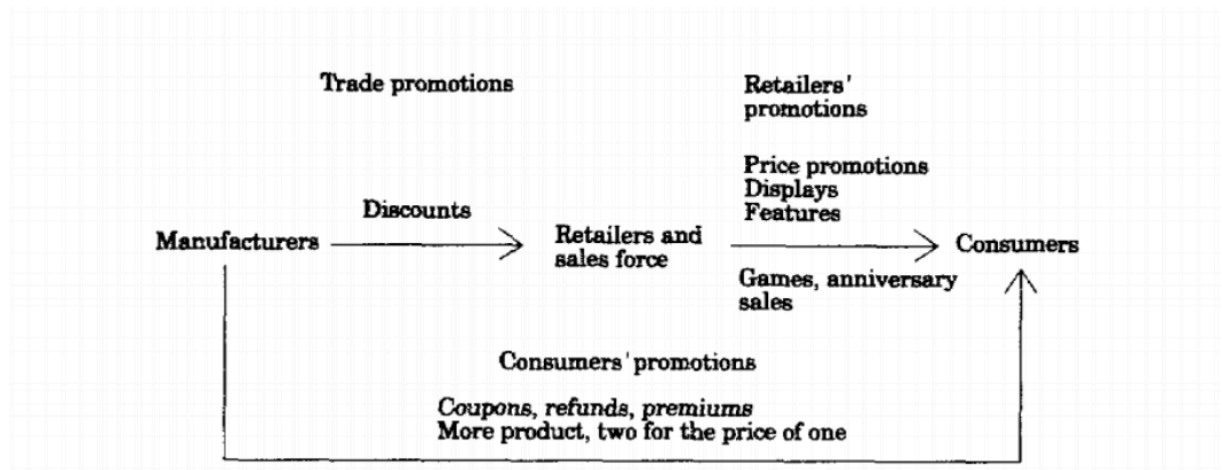 Trade promotions
Retailers'
promotions
Price promotions
Displays
Features
Discounts
Manufacturers
Retailers and
sales force
Consumers
Games, anniversary
sales
Consumers' promotions
Coupons, refunds, premiums
More product, two for the price of one